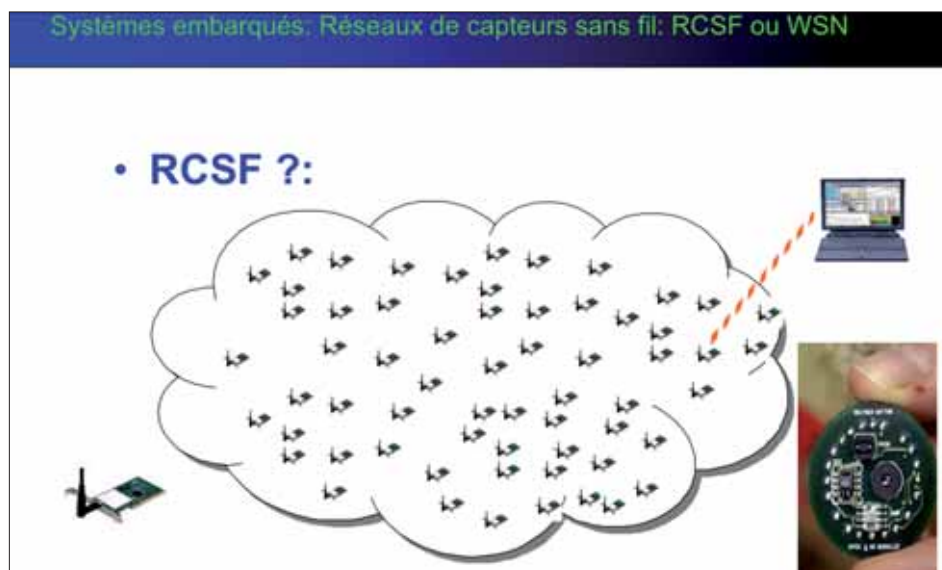 Systèmes embarqués: Réseaux de capteurs sans fil: RCSF ou WSN
• RCSF ?: